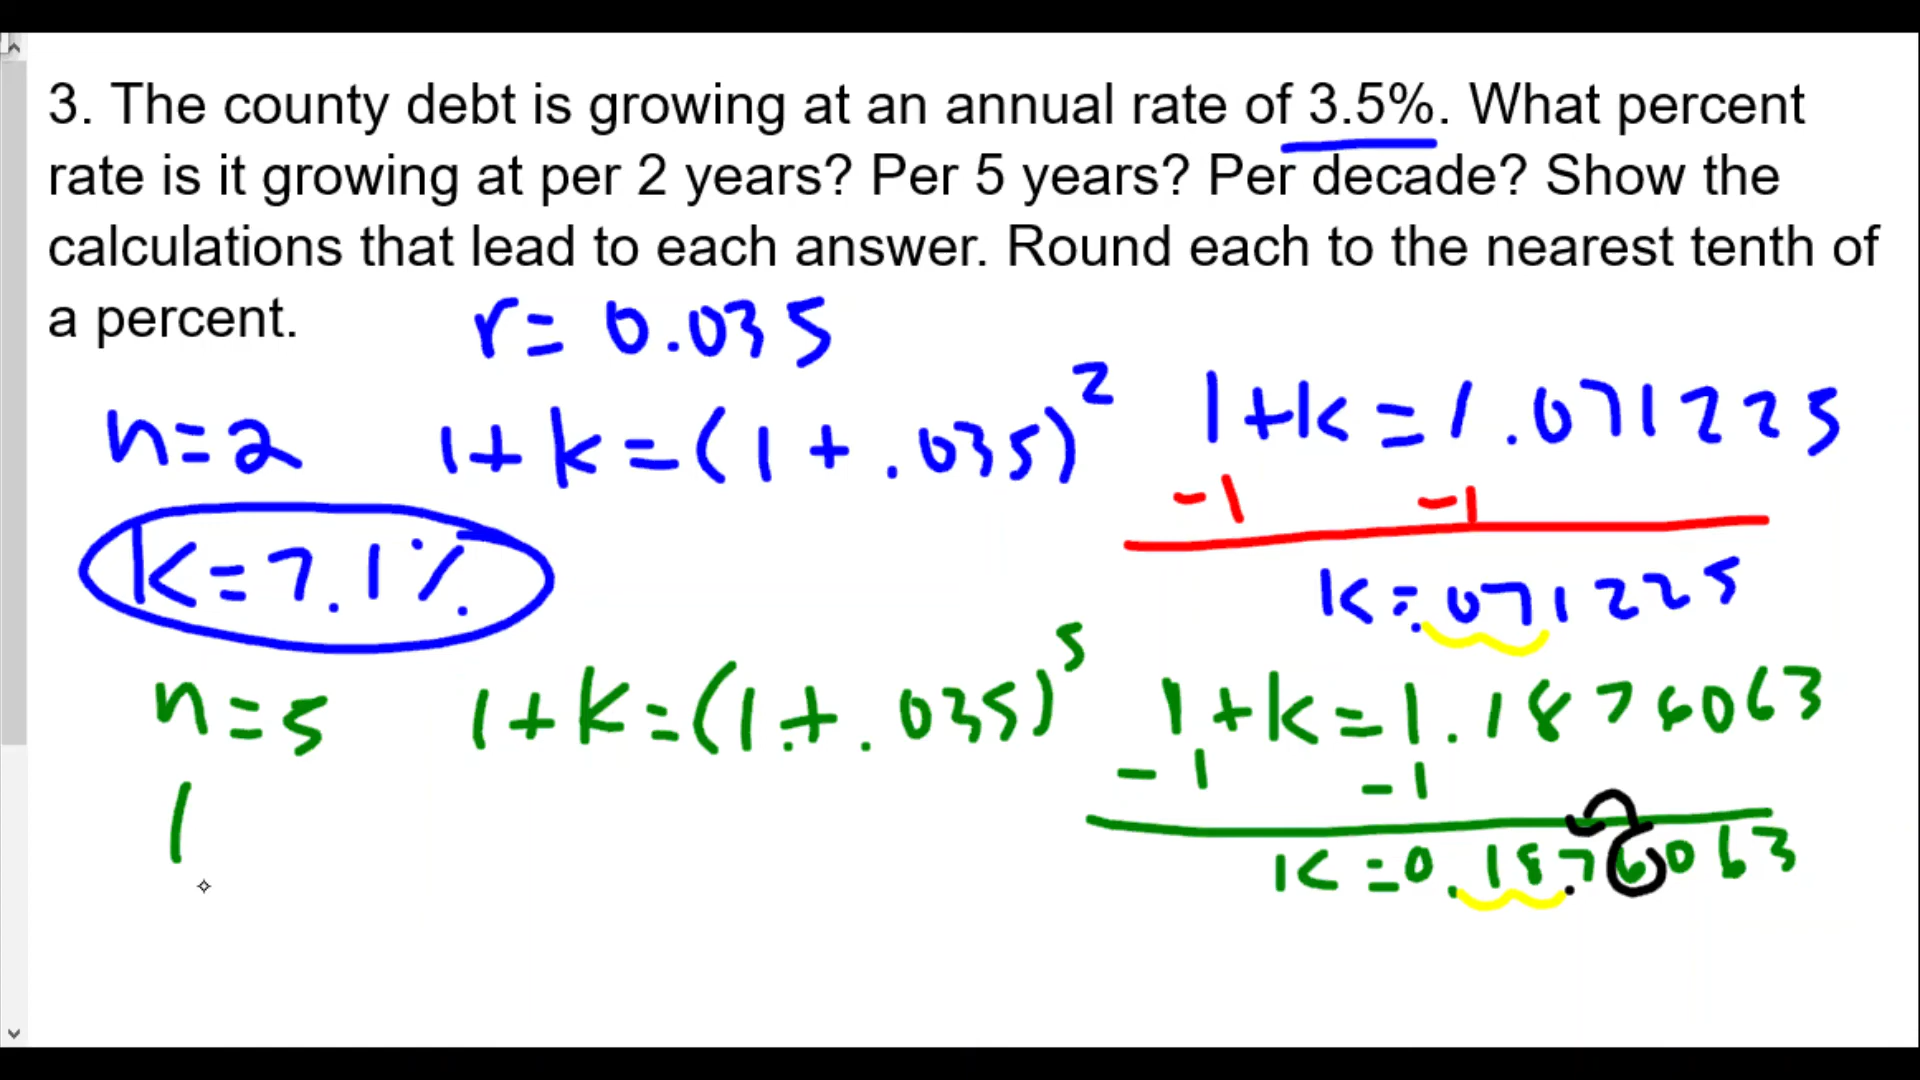 3. The county debt is growing at an annual rate of 3.5%. What percent
rate is it growing at per 2 years? Per 5 years? Per decade? Show the
calculations that lead to each answer. Round each to the nearest tenth of
a percent.
r = 0.035
n = 2
1 + k = (1 + .035)^2
1 + k = 1.071225
-1 -1
k = .071225
k = 7.1%
n = 5
1 + k = (1 + .035)^5
1 + k = 1.1876063
-1 -1
k = 0.1876063